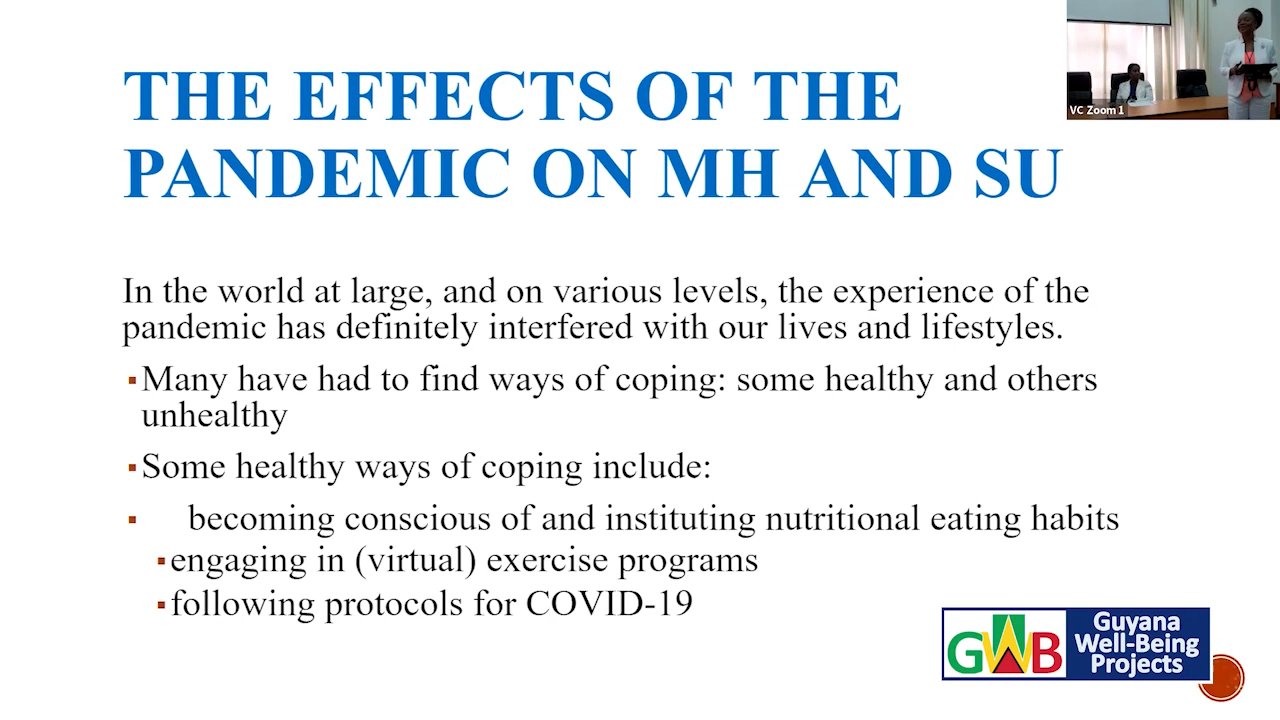 VC Zoom 1
THE EFFECTS OF THE
PANDEMIC ON MH AND SU
In the world at large, and on various levels, the experience of the
pandemic has definitely interfered with our lives and lifestyles.
▪Many have had to find ways of coping: some healthy and others
unhealthy
▪Some healthy ways of coping include:
▪ becoming conscious of and instituting nutritional eating habits
▪engaging in (virtual) exercise programs
▪following protocols for COVID-19
GWB
Guyana
Well-Being
Projects